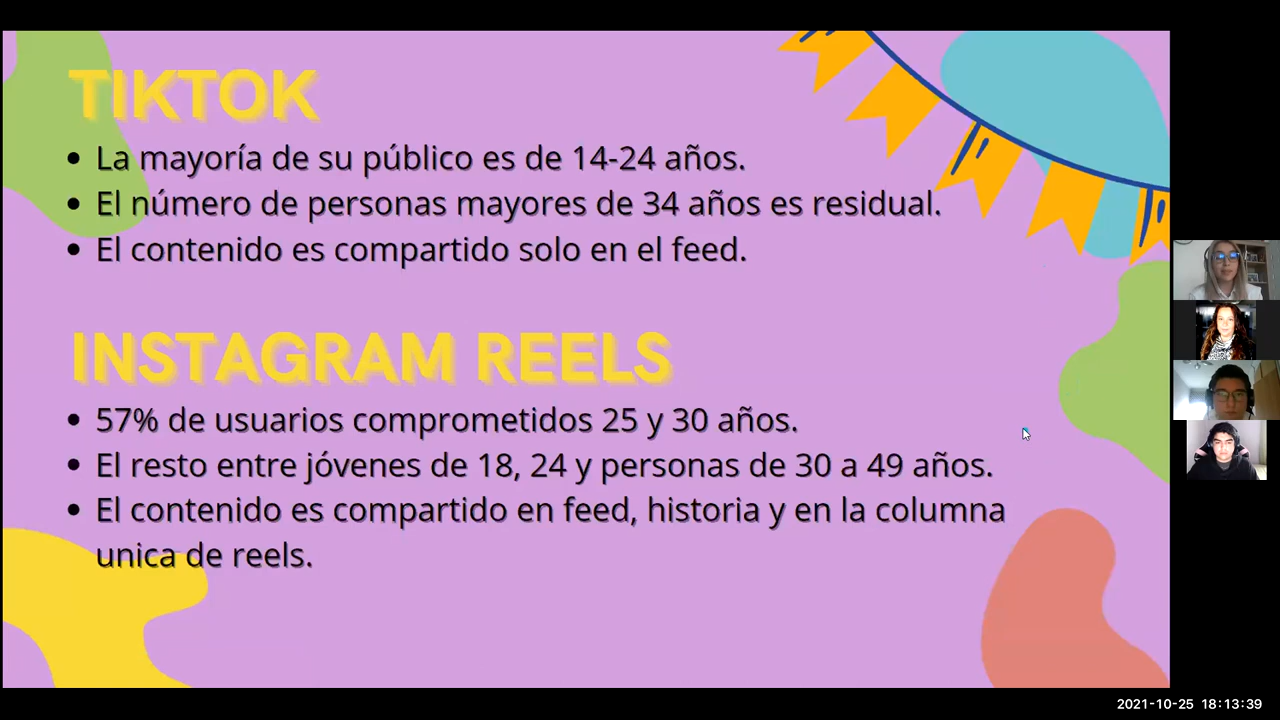 TIKTOK
• La mayoría de su público es de 14-24 años.
• El número de personas mayores de 34 años es residual.
• El contenido es compartido solo en el feed.
INSTAGRAM REELS
• 57% de usuarios comprometidos 25 y 30 años.
• El resto entre jóvenes de 18, 24 y personas de 30 a 49 años.
• El contenido es compartido en feed, historia y en la columna
unica de reels.
2021-10-25 18:13:39